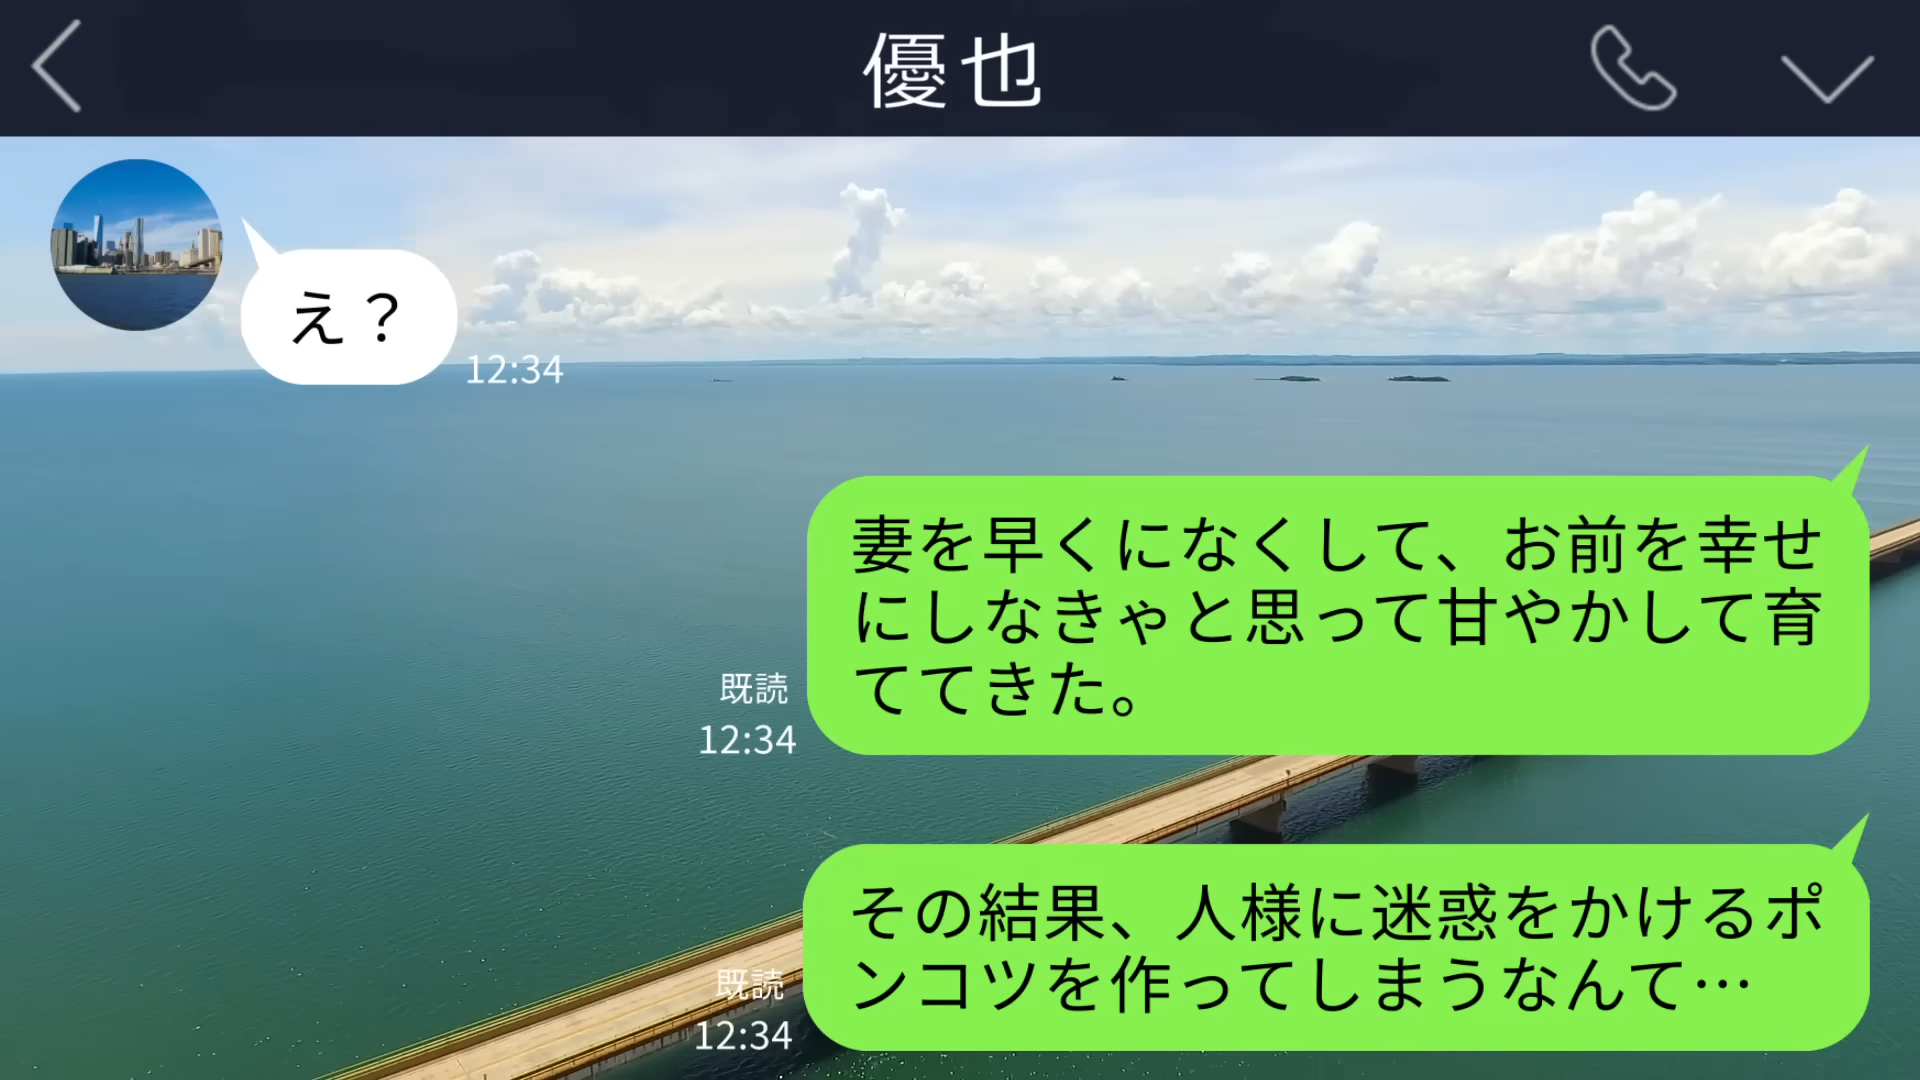 優也
え？
12:34
妻を早くになくして、お前を幸せ
にしなきゃと思って甘やかして育
ててきた。
既読
12:34
その結果、人様に迷惑をかけるポ
ンコツを作ってしまうなんて…
既読
12:34